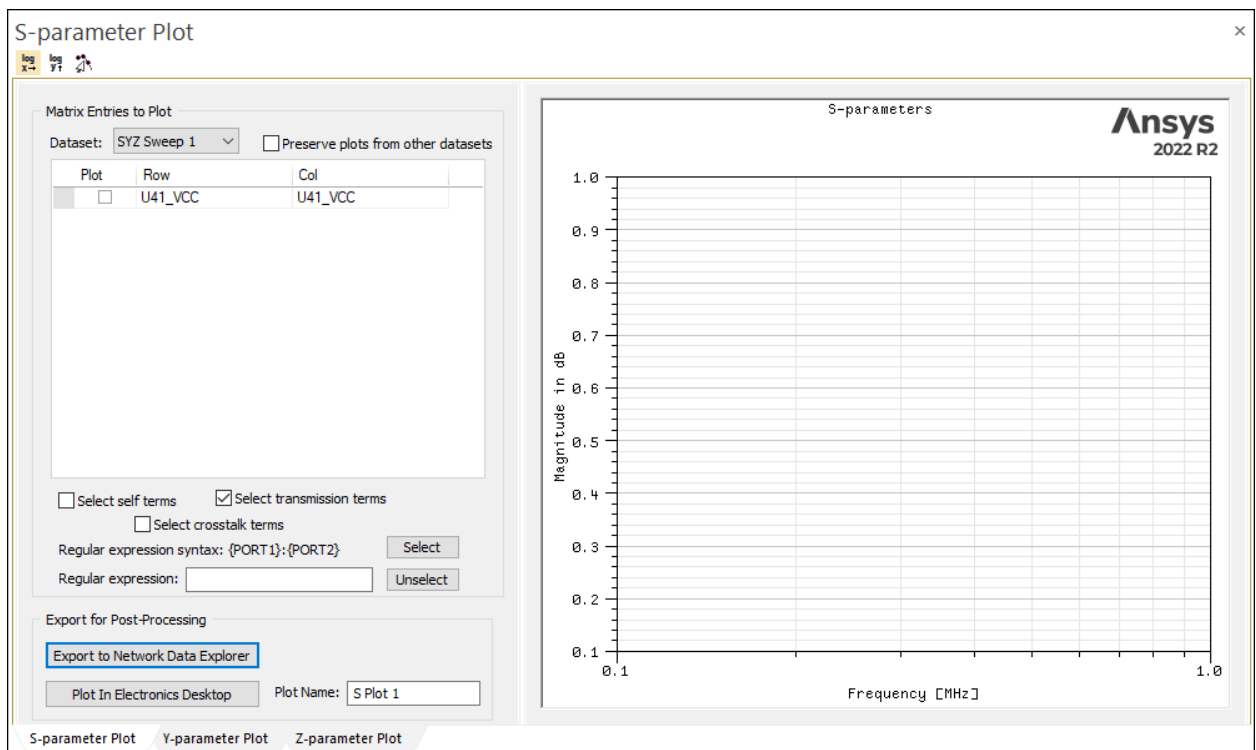 S-parameter Plot
log
x→
log
y↑
Matrix Entries to Plot
Dataset: SYZ Sweep 1
Preserve plots from other datasets
Plot Row Col
U41_VCC U41_VCC
Select self terms Select transmission terms
Select crosstalk terms
Regular expression syntax: {PORT1}:{PORT2} Select
Regular expression: Unselect
Export for Post-Processing
Export to Network Data Explorer
Plot In Electronics Desktop Plot Name: S Plot 1
S-parameters
Ansys
2022 R2
1.0
0.9
0.8
0.7
0.6
0.5
0.4
0.3
0.2
0.1
Magnitude in dB
0.1 1.0
Frequency [MHz]
S-parameter Plot Y-parameter Plot Z-parameter Plot